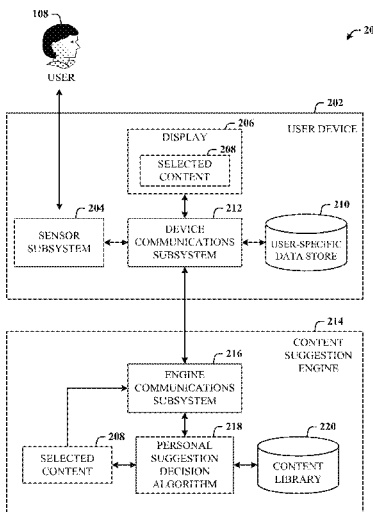 108
20
USER
202
USER DEVICE
206
DISPLAY
208
SELECTED
CONTENT
204
SENSOR
SUBSYSTEM
212
DEVICE
COMMUNICATIONS
SUBSYSTEM
210
USER-SPECIFIC
DATA STORE
214
CONTENT
SUGGESTION
ENGINE
216
ENGINE
COMMUNICATIONS
SUBSYSTEM
208
SELECTED
CONTENT
218
PERSONAL
SUGGESTION
DECISION
ALGORITHM
220
CONTENT
LIBRARY